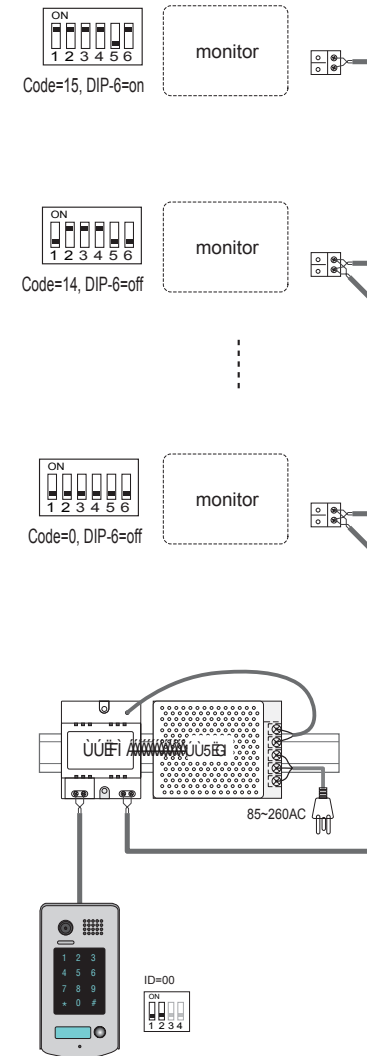 ON
1 2 3 4 5 6
monitor
Code=15, DIP-6=on
ON
1 2 3 4 5 6
monitor
Code=14, DIP-6=off
ON
1 2 3 4 5 6
monitor
Code=0, DIP-6=off
85~260AC
1 2 3
4 5 6
7 8 9
* 0 #
ID=00
ON
1 2 3 4